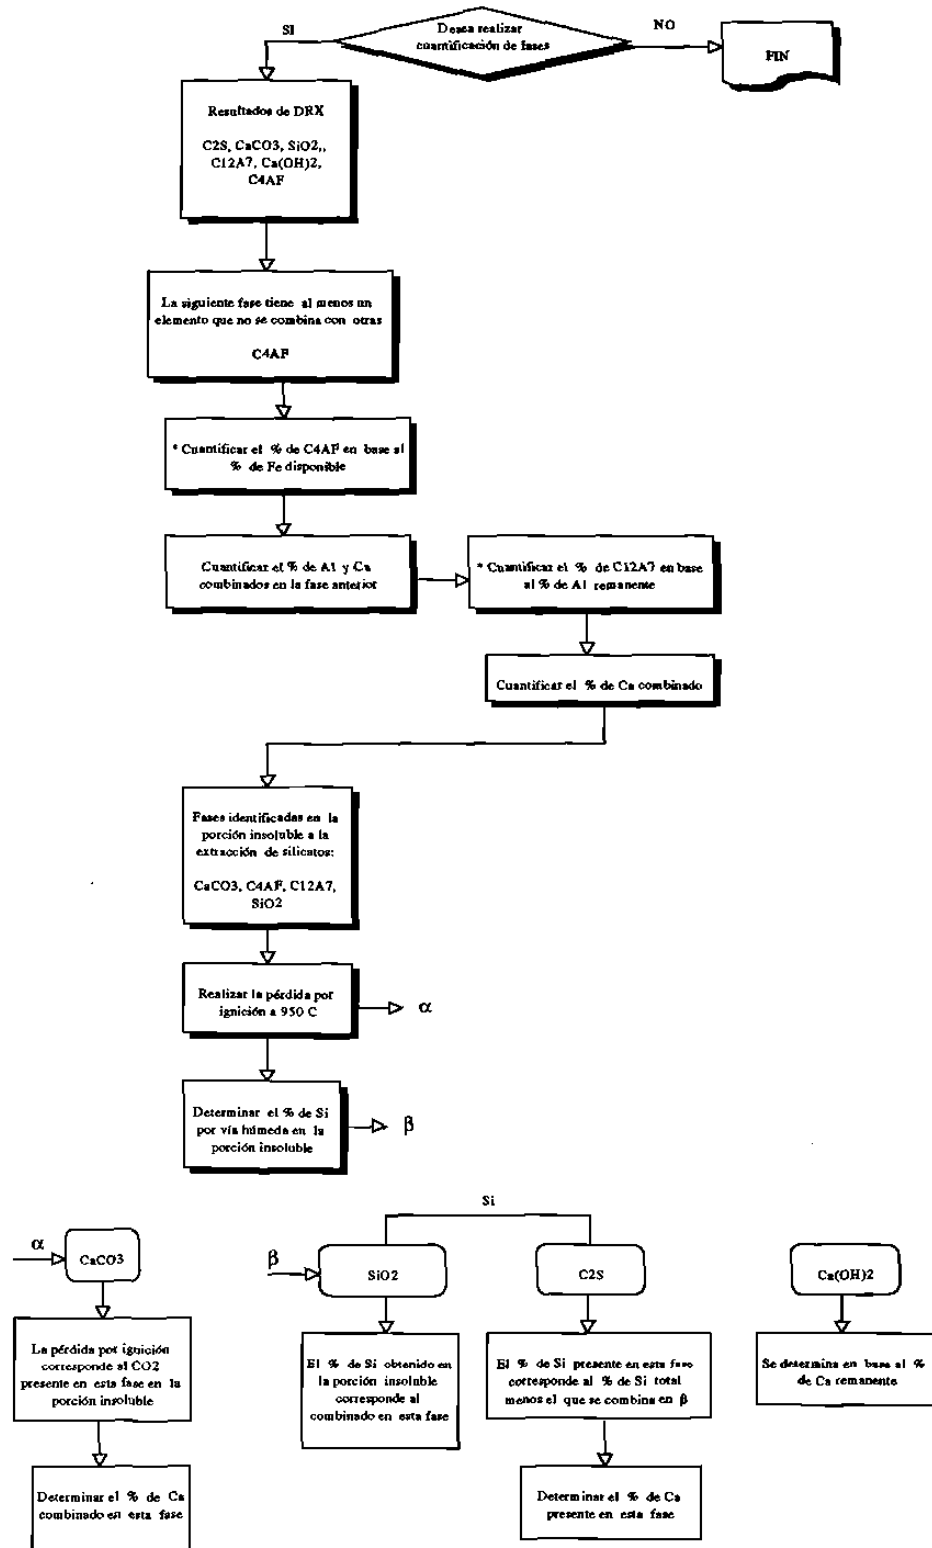 SI
Desea realizar
cuantificación de fases
NO
FIN
Resultados de DRX
C2S, CaCO3, SiO2,,
C12A7, Ca(OH)2,
C4AF
La siguiente fase tiene al menos un
elemento que no se combina con otras
C4AF
* Cuantificar el % de C4AF en base al
% de Fe disponible
Cuantificar el % de Al y Ca
combinados en la fase anterior
* Cuantificar el % de C12A7 en base
al % de Al remanente
Cuantificar el % de Ca combinado
Fases identificadas en la
porción insoluble a la
extracción de silicatos:
CaCO3, C4AF, C12A7,
SiO2
Realizar la pérdida por
ignición a 950 C
α
Determinar el % de Si
por vía húmeda en la
porción insoluble
β
Si
α
CaCO3
β
SiO2
C2S
Ca(OH)2
La pérdida por ignición
corresponde al CO2
presente en esta fase en la
porción insoluble
El % de Si obtenido en
la porción insoluble
corresponde al
combinado en esta fase
El % de Si presente en esta fase
corresponde al % de Si total
menos el que se combina en β
Se determina en base al %
de Ca remanente
Determinar el % de Ca
combinado en esta fase
Determinar el % de Ca
presente en esta fase